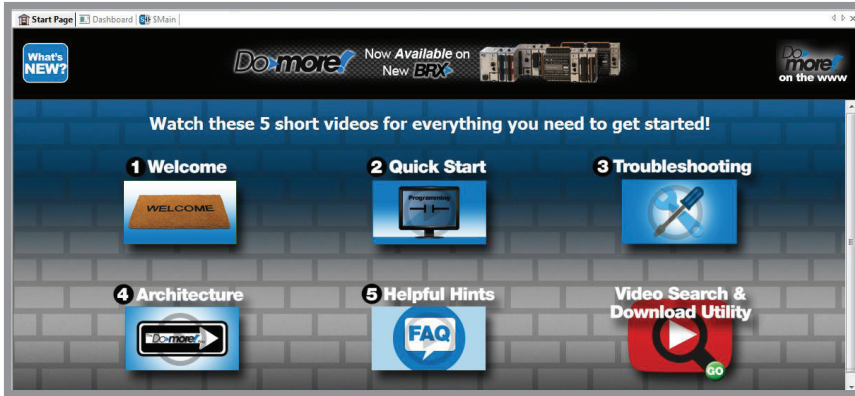 Start Page Dashboard $Main
What's
NEW?
Do-more!
Now Available on
New BRX
Do-more!
on the www
Watch these 5 short videos for everything you need to get started!
1 Welcome
2 Quick Start
3 Troubleshooting
WELCOME
Programming
4 Architecture
5 Helpful Hints
Video Search &
Download Utility
Do-more!
FAQ
GO